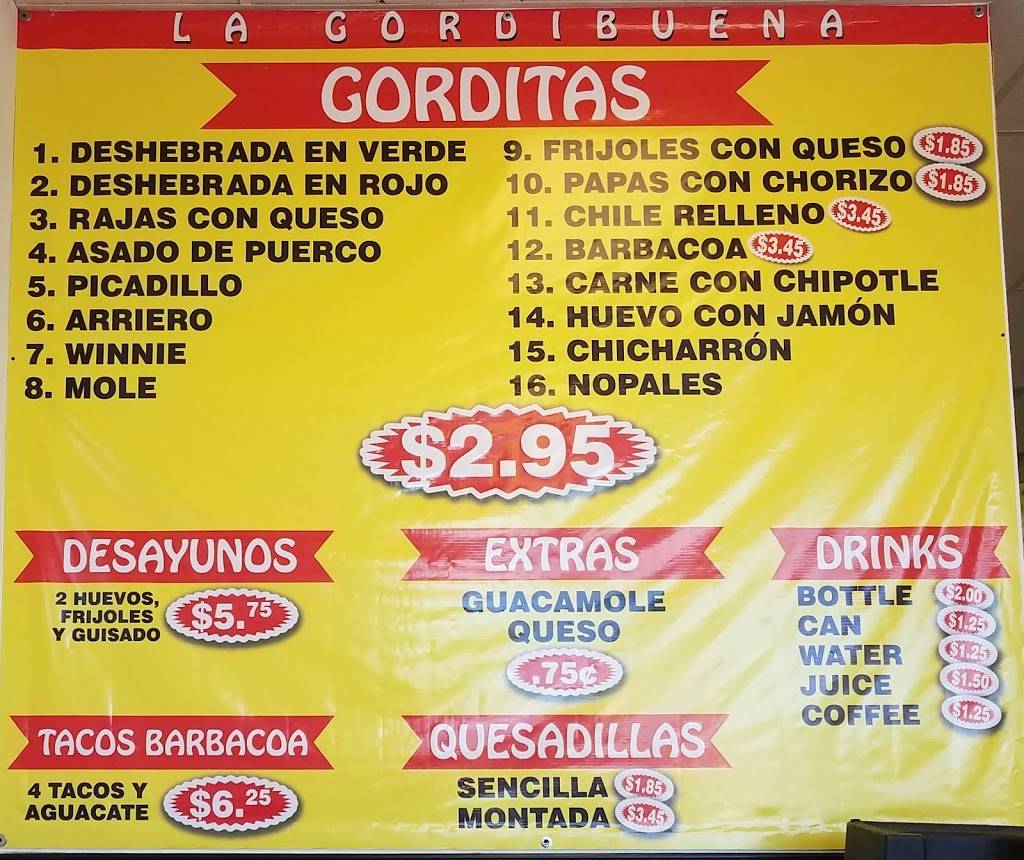 LA GORDIBUENA
GORDITAS
1. DESHEBRADA EN VERDE
2. DESHEBRADA EN ROJO
3. RAJAS CON QUESO
4. ASADO DE PUERCO
5. PICADILLO
6. ARRIERO
7. WINNIE
8. MOLE
9. FRIJOLES CON QUESO $1.85
10. PAPAS CON CHORIZO $1.85
11. CHILE RELLENO $3.45
12. BARBACOA $3.45
13. CARNE CON CHIPOTLE
14. HUEVO CON JAMÓN
15. CHICHARRÓN
16. NOPALES
$2.95
DESAYUNOS
2 HUEVOS,
FRIJOLES
Y GUISADO
$5.75
EXTRAS
GUACAMOLE
QUESO
.75¢
DRINKS
BOTTLE $2.00
CAN $1.25
WATER $1.25
JUICE $1.50
COFFEE $1.25
TACOS BARBACOA
4 TACOS Y
AGUACATE
$6.25
QUESADILLAS
SENCILLA $1.85
MONTADA $3.45